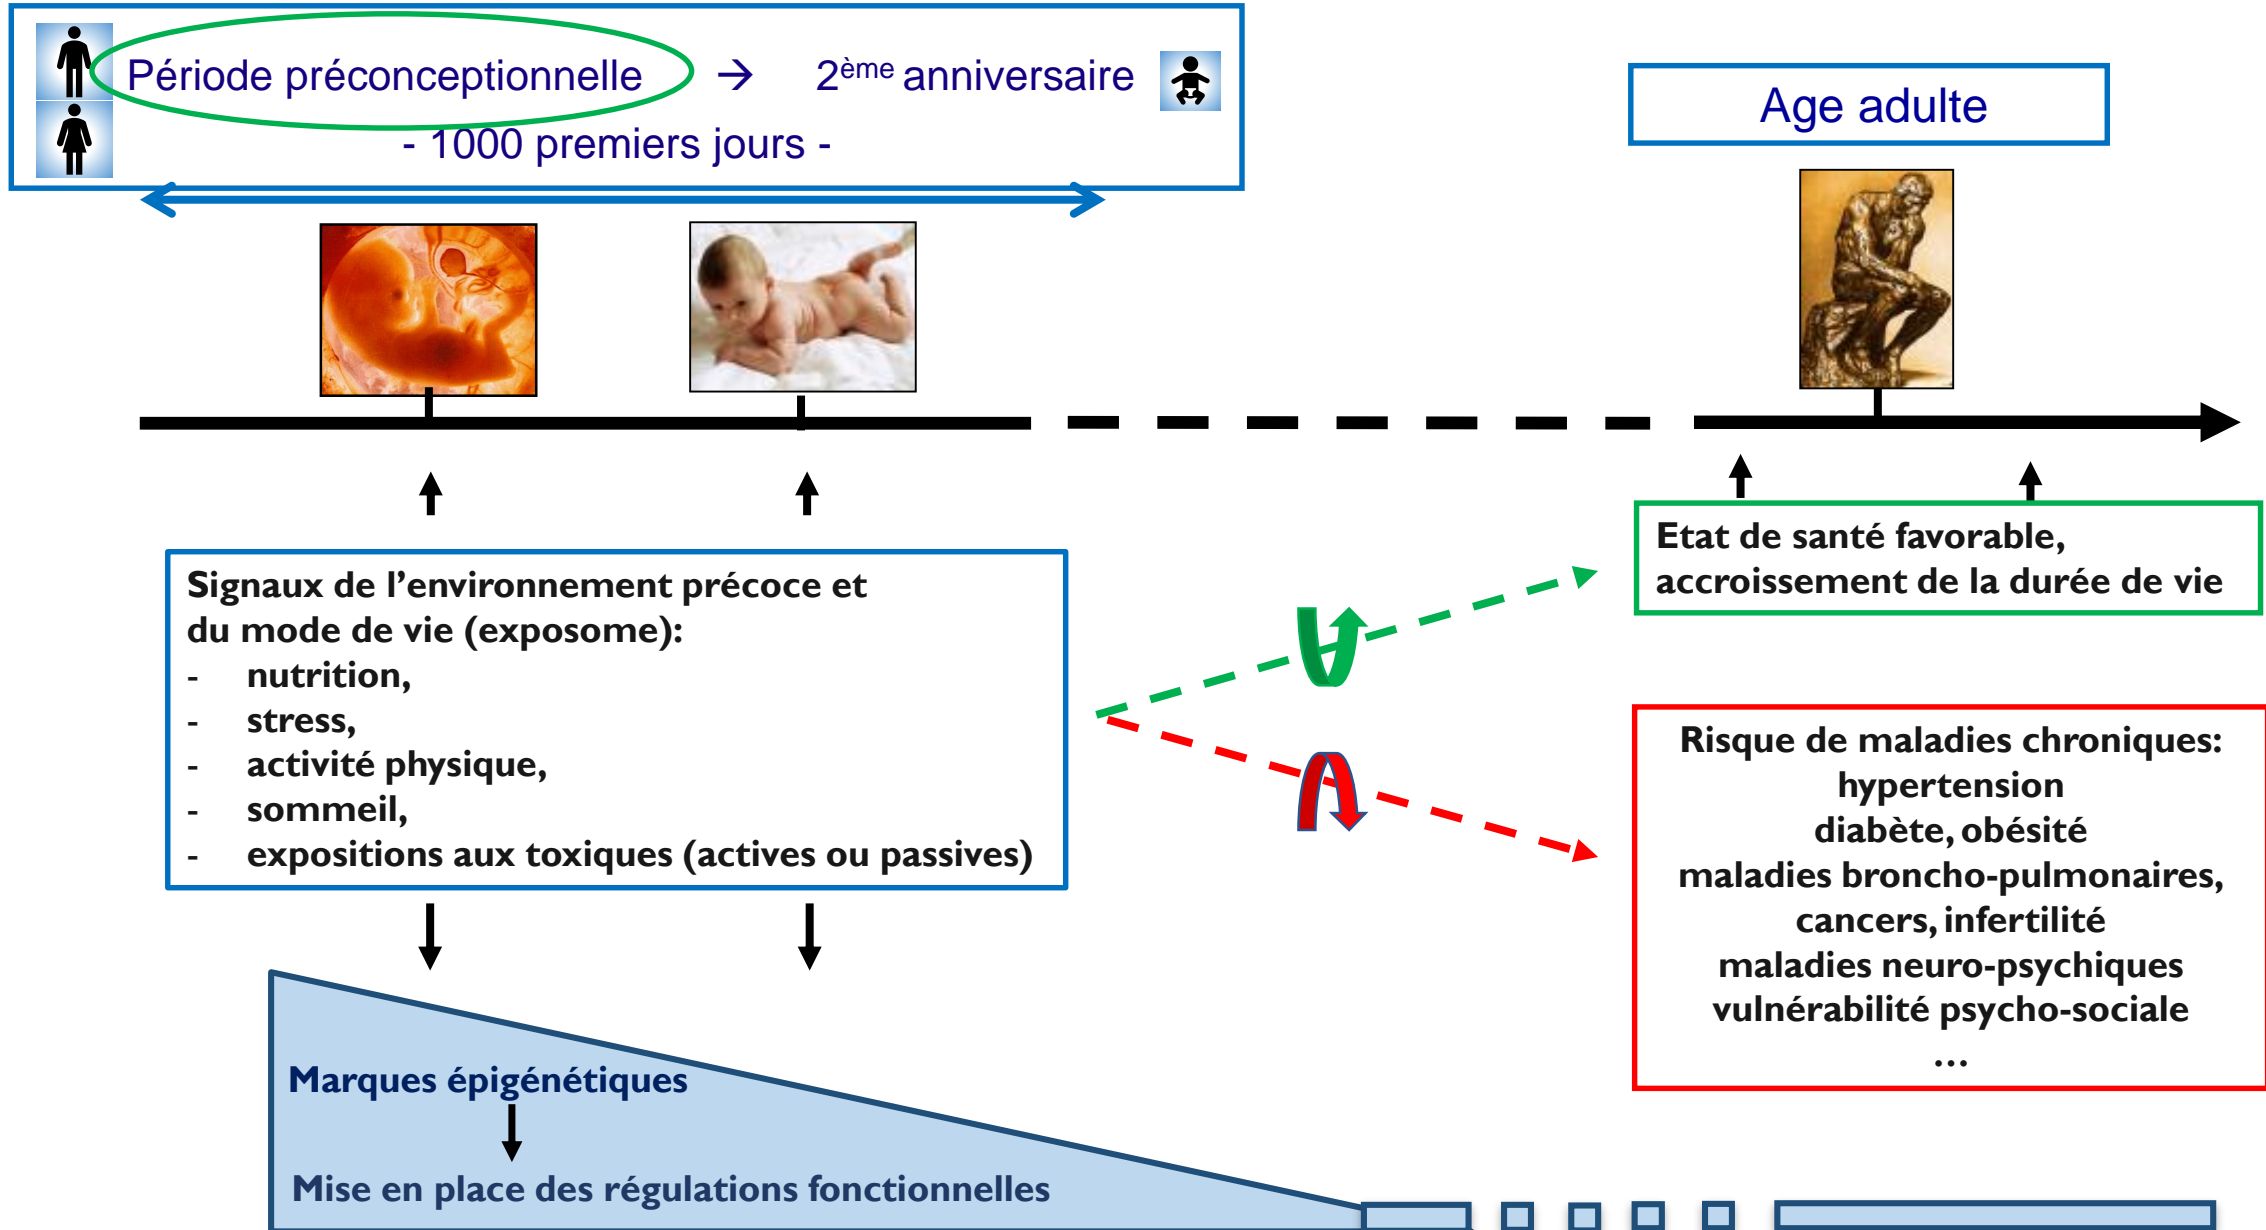 Période préconceptionnelle → 2ème anniversaire
- 1000 premiers jours -
Age adulte
Signaux de l’environnement précoce et
du mode de vie (exposome):
- nutrition,
- stress,
- activité physique,
- sommeil,
- expositions aux toxiques (actives ou passives)
Etat de santé favorable,
accroissement de la durée de vie
Risque de maladies chroniques:
hypertension
diabète, obésité
maladies broncho-pulmonaires,
cancers, infertilité
maladies neuro-psychiques
vulnérabilité psycho-sociale
...
Marques épigénétiques
Mise en place des régulations fonctionnelles